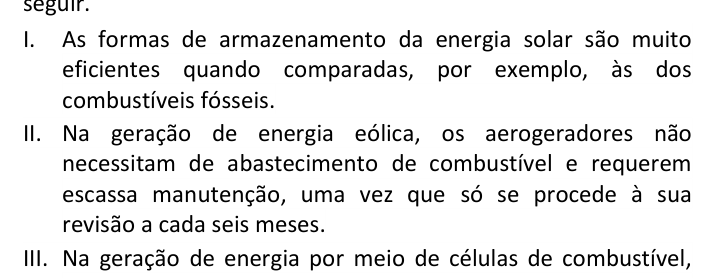 seguir.
I. As formas de armazenamento da energia solar são muito
eficientes quando comparadas, por exemplo, às dos
combustíveis fósseis.
II. Na geração de energia eólica, os aerogeradores não
necessitam de abastecimento de combustível e requerem
escassa manutenção, uma vez que só se procede à sua
revisão a cada seis meses.
III. Na geração de energia por meio de células de combustível,